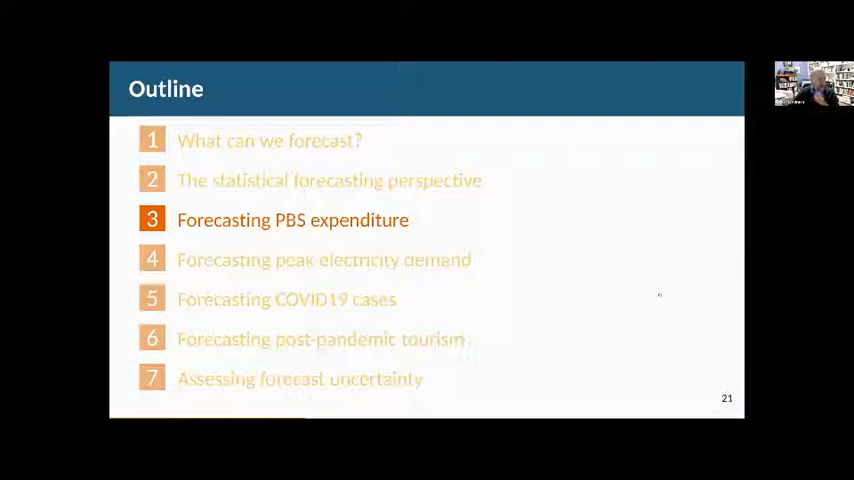 Outline
1 What can we forecast?
2 The statistical forecasting perspective
3 Forecasting PBS expenditure
4 Forecasting peak electricity demand
5 Forecasting COVID19 cases
6 Forecasting post-pandemic tourism
7 Assessing forecast uncertainty
21